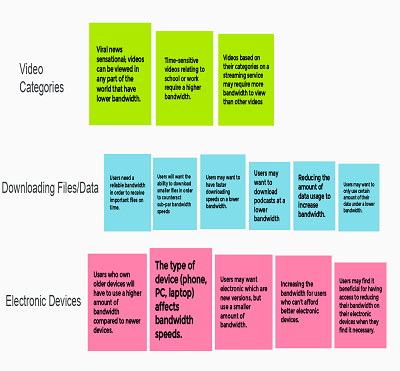 Video
Categories
Viral news
sensational; videos
can be viewed in
any part of the
world that have
lower bandwidth.
Time-sensitive
videos relating to
school or work
require a higher
bandwidth.
Videos based on
their categories on a
streaming service
may require more
bandwidth to view
than other videos
Downloading Files/Data
Users need a
reliable bandwidth
in order to receive
important files on
time.
Users will want the
ability to download
smaller files in order
to counteract
sub-par bandwidth
speeds
Users may want to
have faster
downloading
speeds on a lower
bandwidth.
Users may
want to
download
podcasts at a
lower
bandwidth
Reducing the
amount of
data usage to
increase
bandwidth.
Users may want to
only use certain
amount of their
data under a lower
bandwidth.
Electronic Devices
Users who own
older devices will
have to use a higher
amount of
bandwidth
compared to newer
devices.
The type of
device (phone,
PC, laptop)
affects
bandwidth
speeds.
Users may want
electronic which are
new versions, but
use a smaller
amount of
bandwidth.
Increasing the
bandwidth for users
who can't afford
better electronic
devices.
Users may find it
beneficial for having
access to reducing
their bandwidth on
their electronic
devices when they
find it necessary.